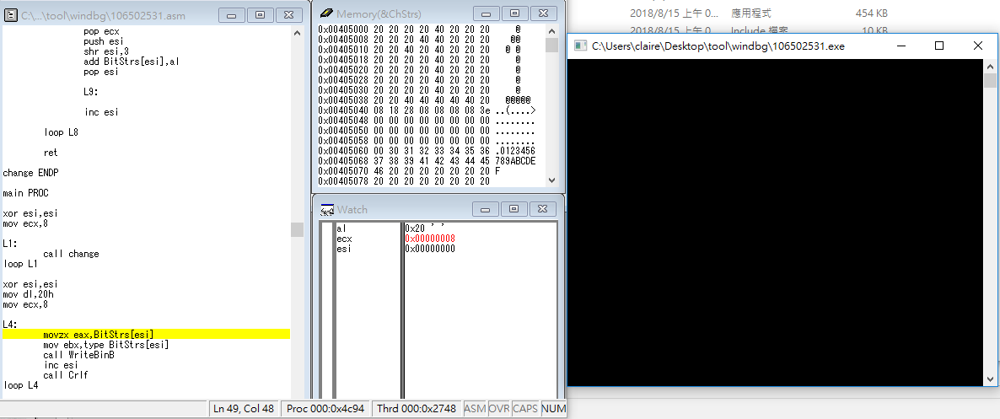 C:\...\tool\windbg\106502531.asm
pop ecx
push esi
shr esi,3
add BitStrs[esi],al
pop esi
L9:
inc esi
loop L8
ret
change ENDP
main PROC
xor esi,esi
mov ecx,8
L1:
call change
loop L1
xor esi,esi
mov dl,20h
mov ecx,8
L4:
movzx eax,BitStrs[esi]
mov ebx,type BitStrs[esi]
call WriteBinB
inc esi
call Crlf
loop L4
Memory(&ChStrs)
0x00405000 20 20 20 20 40 20 20 20     @
0x00405008 20 20 20 40 40 20 20 20    @@
0x00405010 20 20 40 20 40 20 20 20   @ @
0x00405018 20 20 20 20 40 20 20 20     @
0x00405020 20 20 20 20 40 20 20 20     @
0x00405028 20 20 20 20 40 20 20 20     @
0x00405030 20 20 20 20 40 20 20 20     @
0x00405038 20 20 40 40 40 40 40 20   @@@@@
0x00405040 08 18 28 08 08 08 08 3e ..(....>
0x00405048 00 00 00 00 00 00 00 00 ........
0x00405050 00 00 00 00 00 00 00 00 ........
0x00405058 00 00 00 00 00 00 00 00 ........
0x00405060 00 30 31 32 33 34 35 36 .0123456
0x00405068 37 38 39 41 42 43 44 45 789ABCDE
0x00405070 46 20 20 20 20 20 20 20 F
0x00405078 20 20 20 20 20 20 20 20
Watch
al 0x20 ' '
ecx 0x00000008
esi 0x00000000
Ln 49, Col 48 Proc 000:0x4c94 Thrd 000:0x2748 ASM OVR CAPS NUM
2018/8/15 上午 0... 應用程式 454 KB
2018/8/15 上午 0... Include 檔案 10 KB
C:\Users\claire\Desktop\tool\windbg\106502531.exe